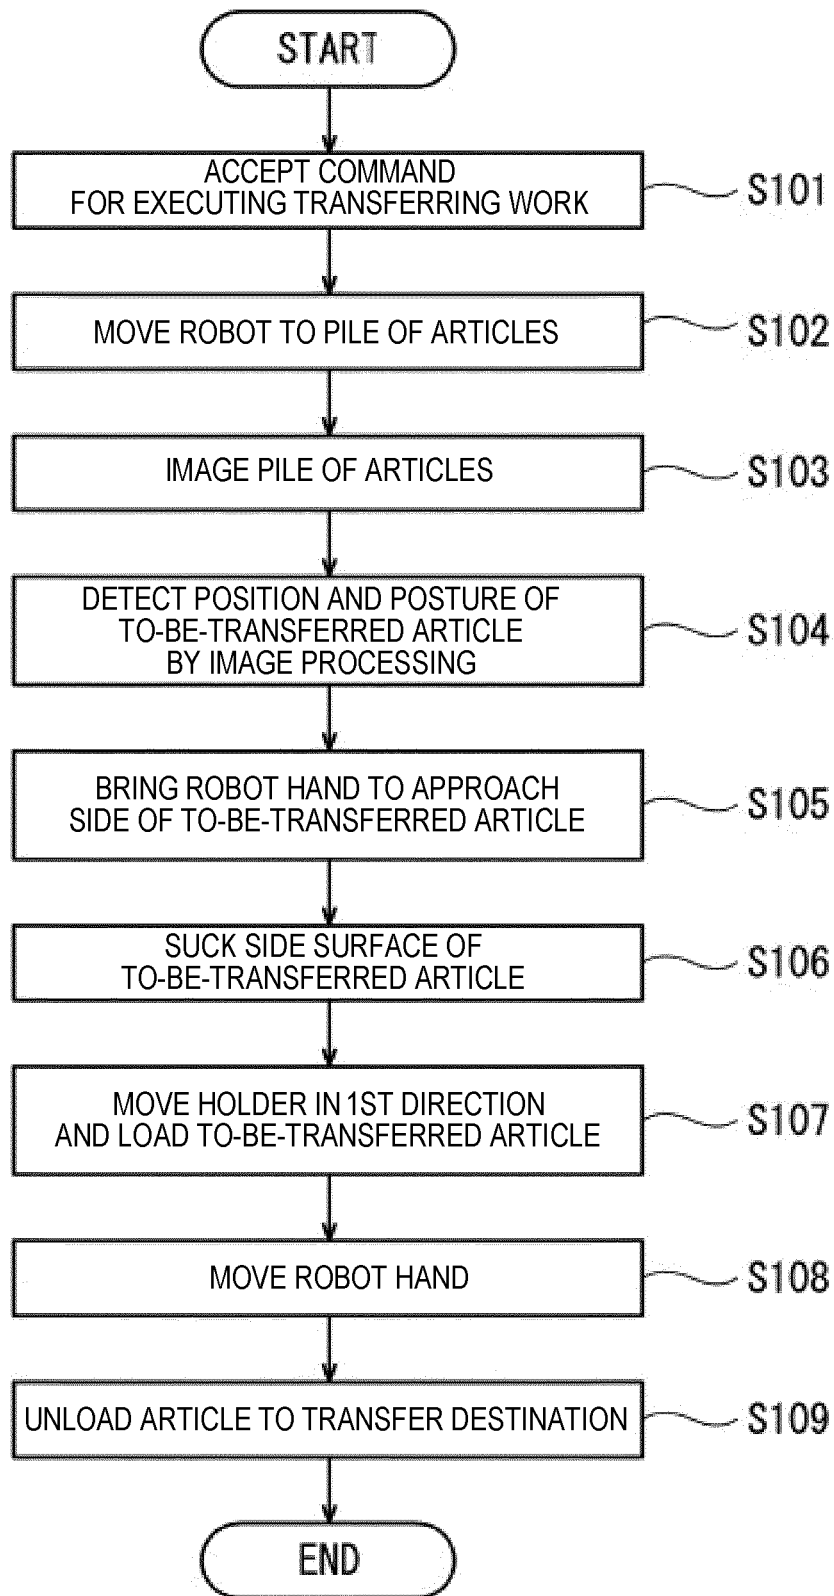 START
ACCEPT COMMAND
FOR EXECUTING TRANSFERRING WORK
S101
MOVE ROBOT TO PILE OF ARTICLES
S102
IMAGE PILE OF ARTICLES
S103
DETECT POSITION AND POSTURE OF
TO-BE-TRANSFERRED ARTICLE
BY IMAGE PROCESSING
S104
BRING ROBOT HAND TO APPROACH
SIDE OF TO-BE-TRANSFERRED ARTICLE
S105
SUCK SIDE SURFACE OF
TO-BE-TRANSFERRED ARTICLE
S106
MOVE HOLDER IN 1ST DIRECTION
AND LOAD TO-BE-TRANSFERRED ARTICLE
S107
MOVE ROBOT HAND
S108
UNLOAD ARTICLE TO TRANSFER DESTINATION
S109
END